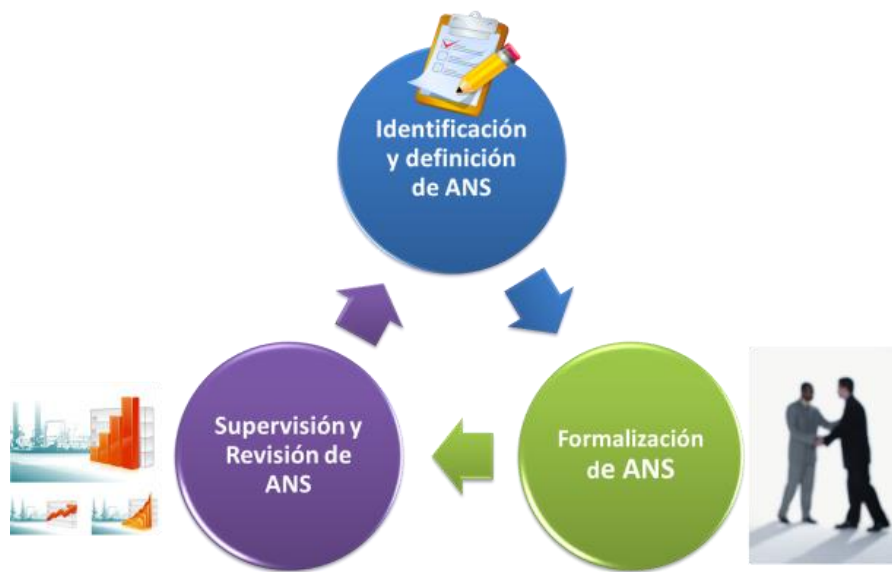 Identificación
y definición
de ANS
Formalización
de ANS
Supervisión y
Revisión de
ANS